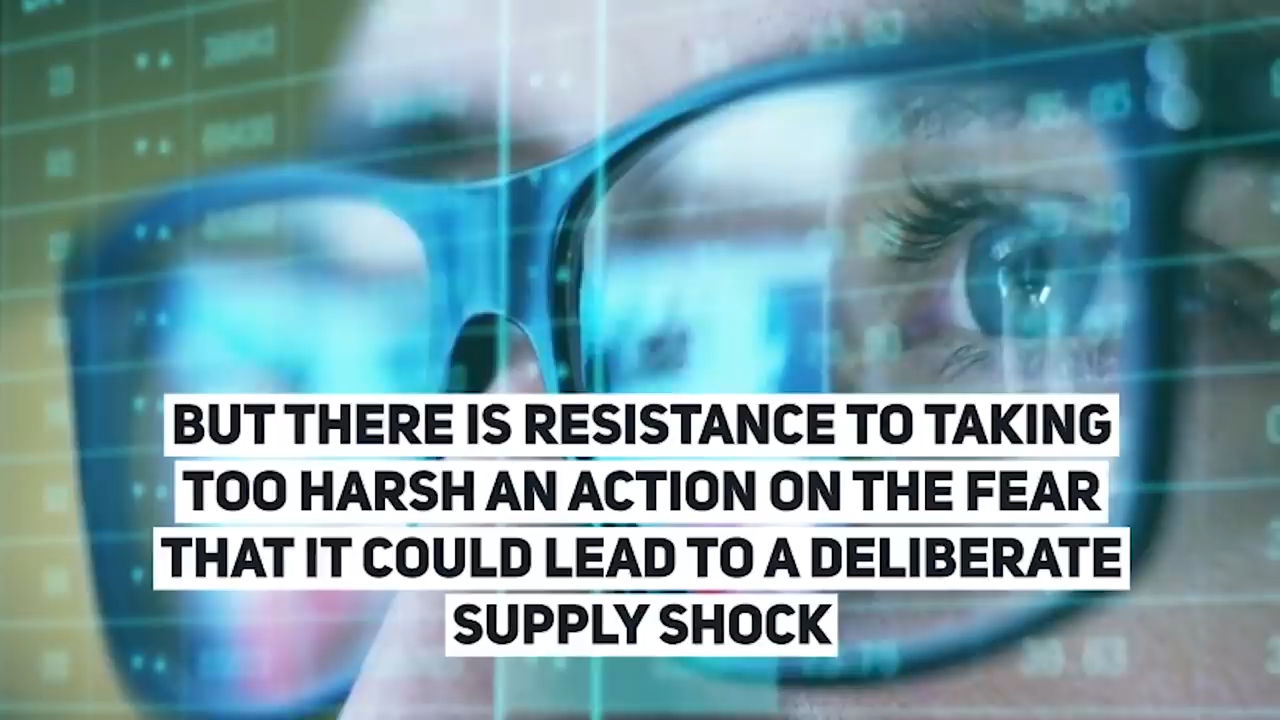 BUT THERE IS RESISTANCE TO TAKING
TOO HARSH AN ACTION ON THE FEAR
THAT IT COULD LEAD TO A DELIBERATE
SUPPLY SHOCK